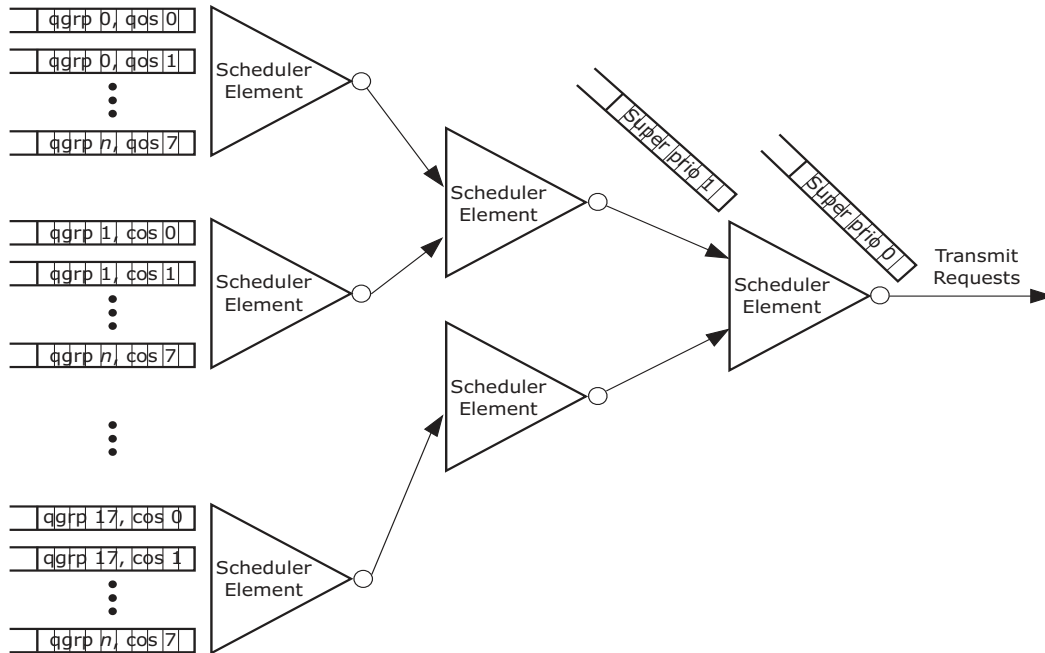 qgrp 0, qos 0
qgrp 0, qos 1
qgrp n, qos 7
Scheduler
Element
qgrp 1, cos 0
qgrp 1, cos 1
qgrp n, cos 7
Scheduler
Element
qgrp 17, cos 0
qgrp 17, cos 1
qgrp n, cos 7
Scheduler
Element
Scheduler
Element
Scheduler
Element
Super prio 1
Super prio 0
Scheduler
Element
Transmit
Requests